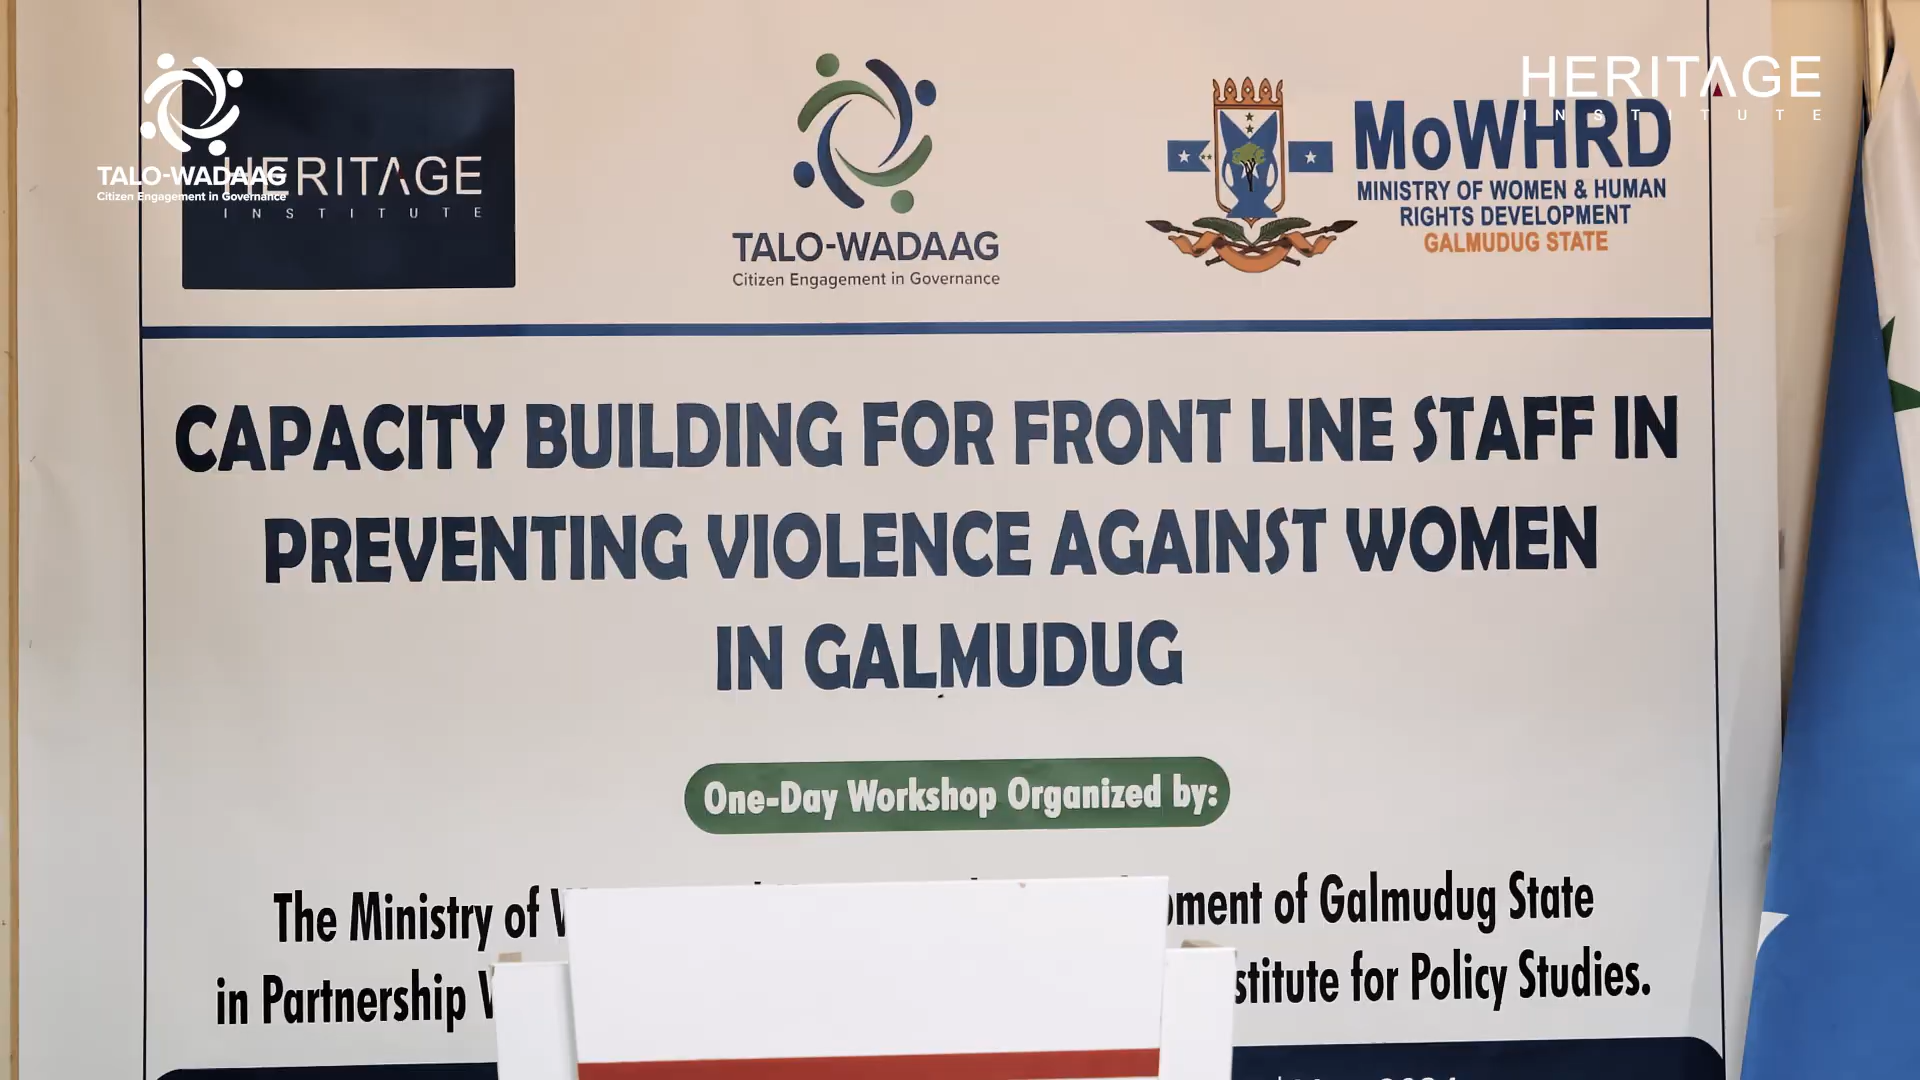 HERITAGE
INSTITUTE
TALO-WADAAG
Citizen Engagement in Governance
HERITAGE
INSTITUTE
TALO-WADAAG
Citizen Engagement in Governance
MoWHRD
MINISTRY OF WOMEN & HUMAN
RIGHTS DEVELOPMENT
GALMUDUG STATE
CAPACITY BUILDING FOR FRONT LINE STAFF IN
PREVENTING VIOLENCE AGAINST WOMEN
IN GALMUDUG
One-Day Workshop Organized by:
The Ministry of of Galmudug State
in Partnership for Policy Studies.